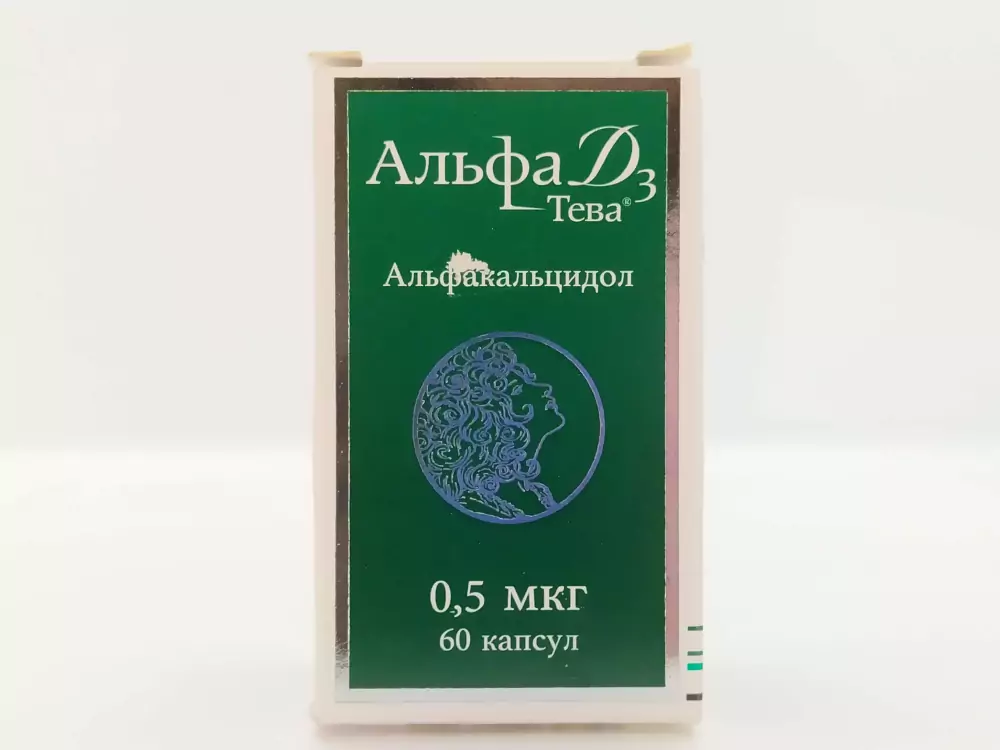 Альфа D3
Тева®
Альфакальцидол
0,5 мкг
60 капсул